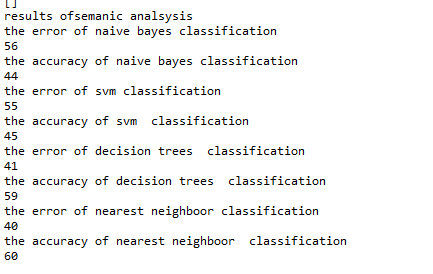 []
results ofsemanic analsysis
the error of naive bayes classification
56
the accuracy of naive bayes classification
44
the error of svm classification
55
the accuracy of svm  classification
45
the error of decision trees  classification
41
the accuracy of decision trees  classification
59
the error of nearest neighboor classification
40
the accuracy of nearest neighboor  classification
60